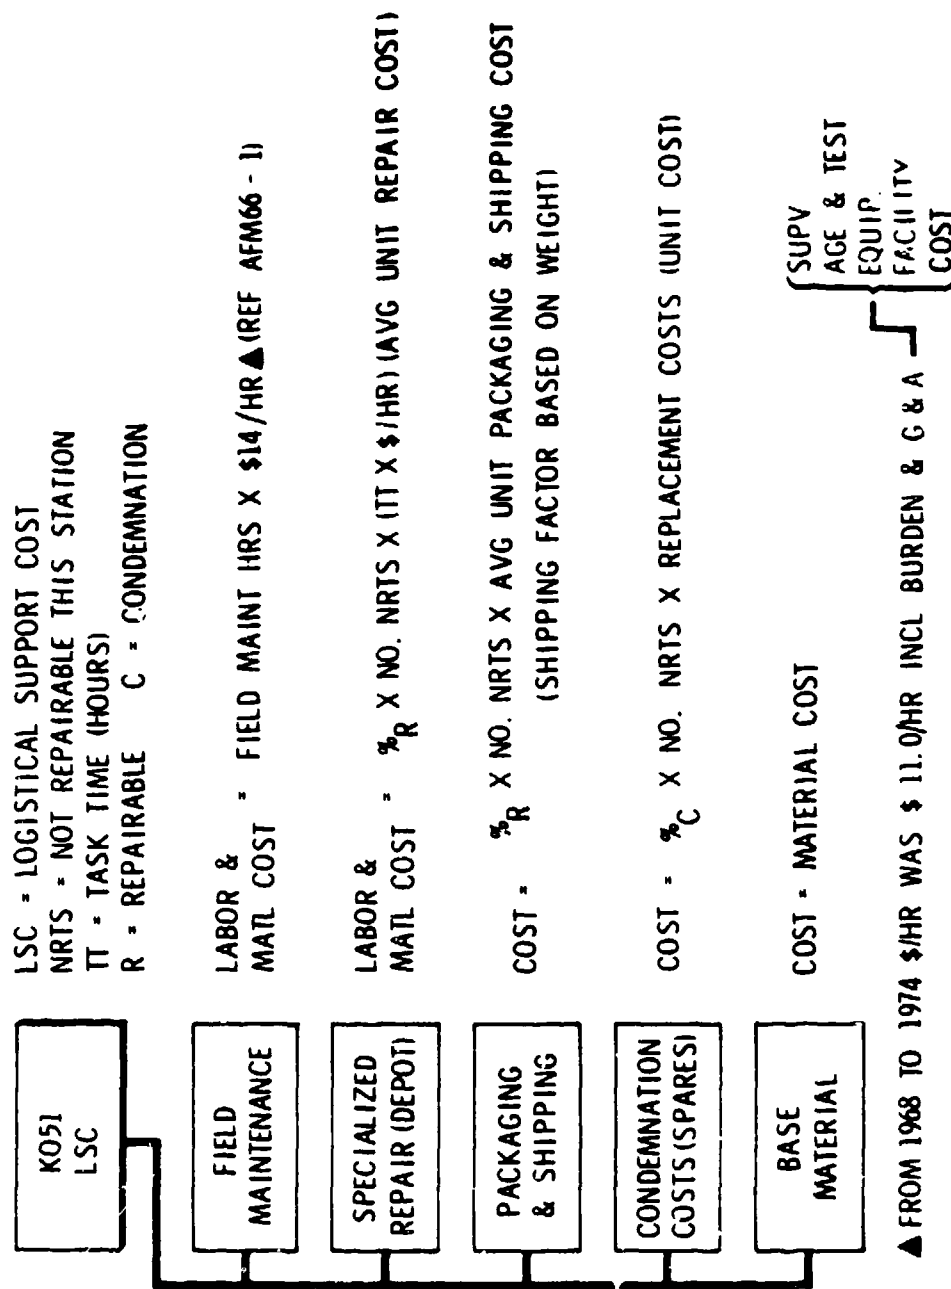 K051
LSC
LSC = LOGISTICAL SUPPORT COST
NRTS = NOT REPAIRABLE THIS STATION
TT = TASK TIME (HOURS)
R = REPAIRABLE C = CONDEMNATION
FIELD
MAINTENANCE
LABOR &
MATL COST = FIELD MAINT HRS X $14/HR▲(REF AFM66 - 1)
SPECIALIZED
REPAIR (DEPOT)
LABOR &
MATL COST = %R X NO. NRTS X (TT X $/HR) (AVG UNIT REPAIR COST)
PACKAGING
& SHIPPING
COST = %R X NO. NRTS X AVG UNIT PACKAGING & SHIPPING COST
(SHIPPING FACTOR BASED ON WEIGHT)
CONDEMNATION
COSTS (SPARES)
COST = %C X NO. NRTS X REPLACEMENT COSTS (UNIT COST)
BASE
MATERIAL
COST = MATERIAL COST
▲ FROM 1968 TO 1974 $/HR WAS $ 11.0/HR INCL BURDEN & G & A
SUPV
AGE & TEST
EQUIP.
FACILITY
COST